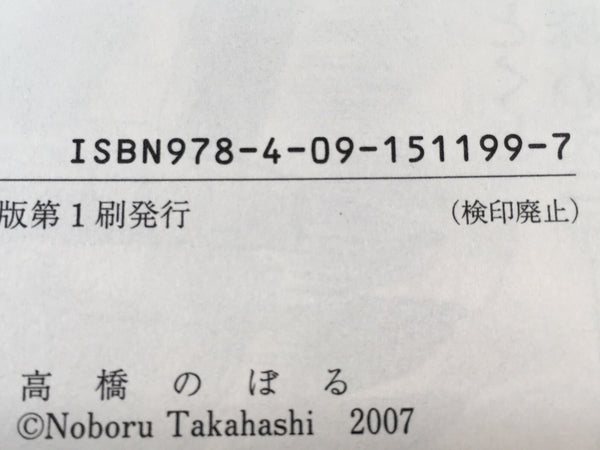 ISBN978-4-09-151199-7
版第1刷発行 (検印廃止)
高橋のぼる
©Noboru Takahashi 2007